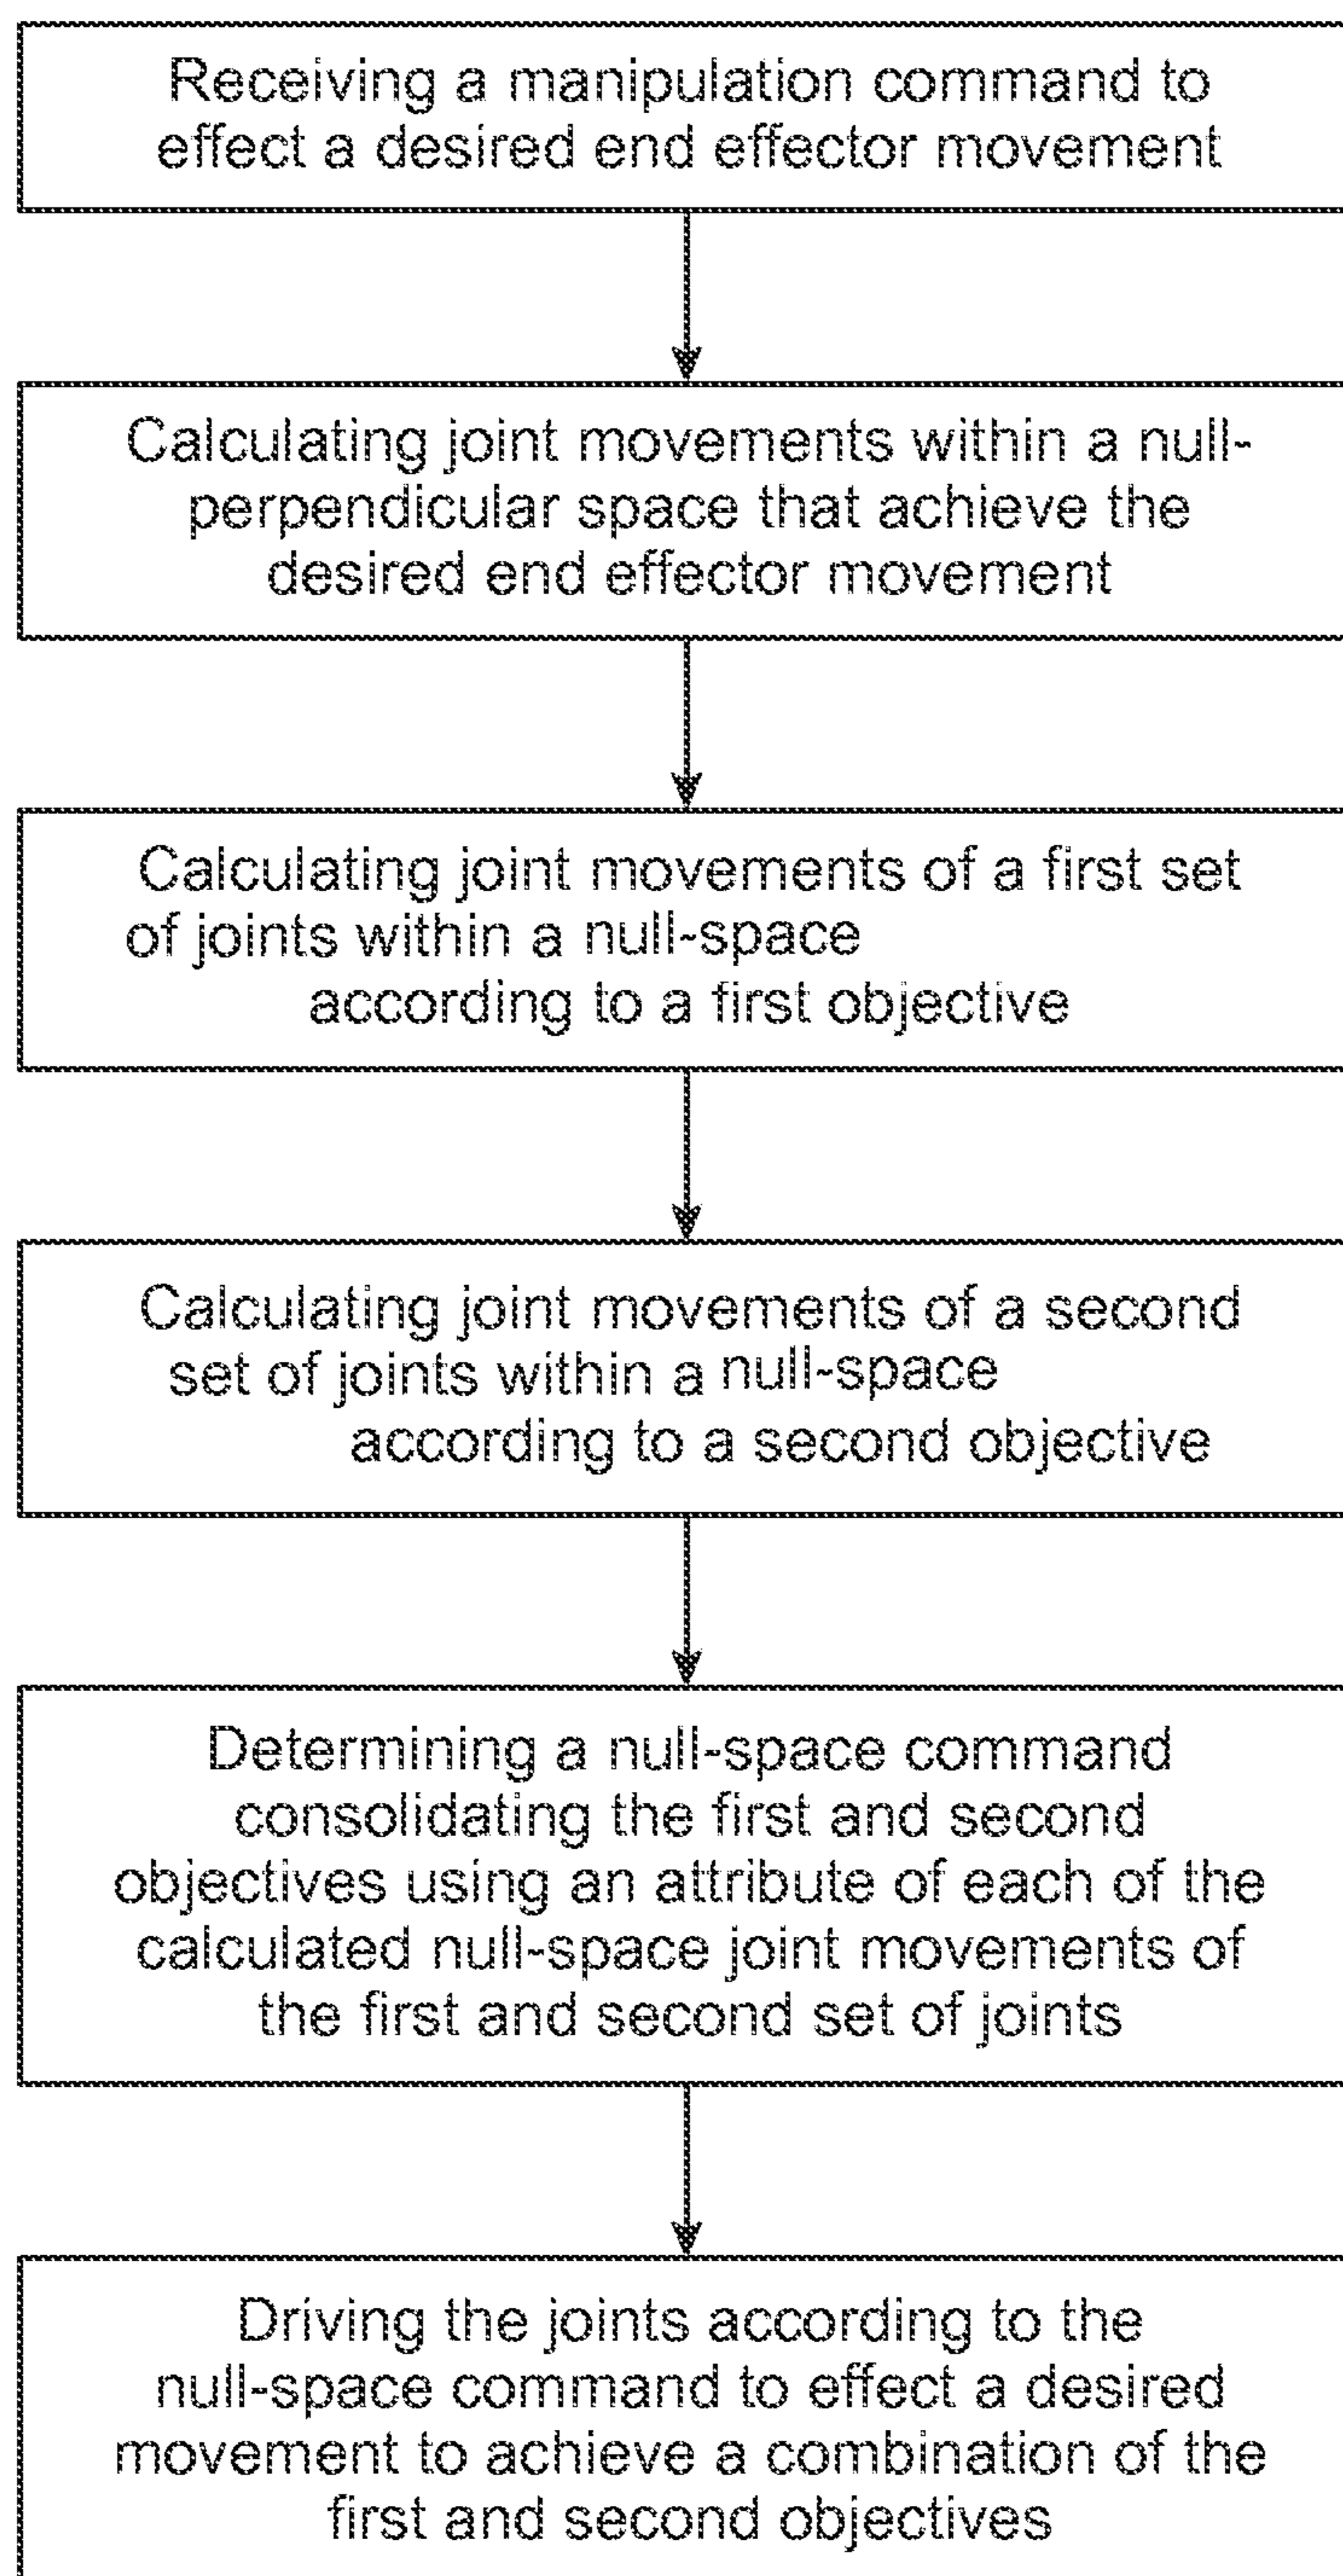 Receiving a manipulation command to
effect a desired end effector movement
Calculating joint movements within a null-
perpendicular space that achieve the
desired end effector movement
Calculating joint movements of a first set
of joints within a null-space
according to a first objective
Calculating joint movements of a second
set of joints within a null-space
according to a second objective
Determining a null-space command
consolidating the first and second
objectives using an attribute of each of the
calculated null-space joint movements of
the first and second set of joints
Driving the joints according to the
null-space command to effect a desired
movement to achieve a combination of the
first and second objectives